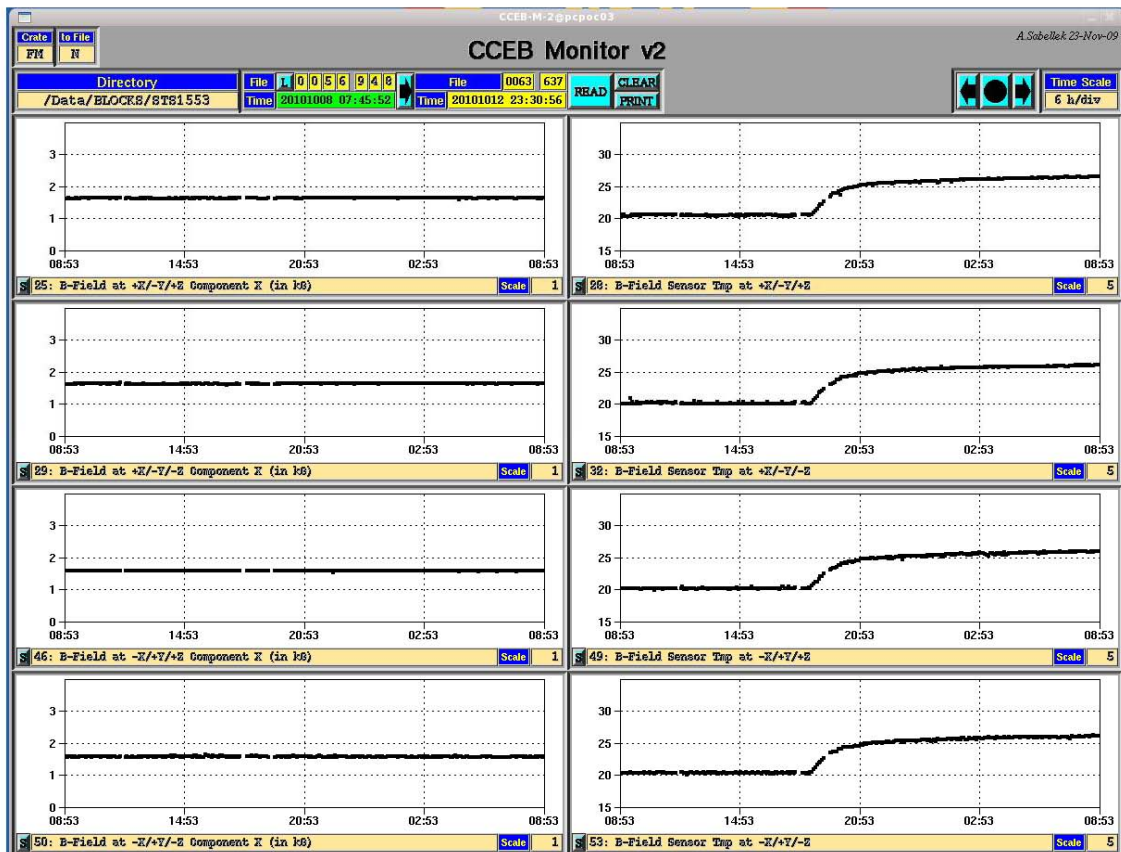 CCEB-M-2@pcpoc03
Crate
to File
CCEB Monitor v2
A.Sabellek 23-Nov-09
FM
N
Directory
File L 0 0 5 6 9 4 8
File 0063 637
READ
CLEAR
Time Scale
/Data/BLOCKS/STS1553
Time 20101008 07:45:52
Time 20101012 23:30:56
PRINT
6 h/div
3
2
1
0
08:53 14:53 20:53 02:53 08:53
S 25: B-Field at +X/-Y/+Z Component X (in kG) Scale 1
30
25
20
15
08:53 14:53 20:53 02:53 08:53
S 28: B-Field Sensor Tmp at +X/-Y/+Z Scale 5
3
2
1
0
08:53 14:53 20:53 02:53 08:53
S 29: B-Field at +X/-Y/-Z Component X (in kG) Scale 1
30
25
20
15
08:53 14:53 20:53 02:53 08:53
S 32: B-Field Sensor Tmp at +X/-Y/-Z Scale 5
3
2
1
0
08:53 14:53 20:53 02:53 08:53
S 46: B-Field at -X/+Y/+Z Component X (in kG) Scale 1
30
25
20
15
08:53 14:53 20:53 02:53 08:53
S 49: B-Field Sensor Tmp at -X/+Y/+Z Scale 5
3
2
1
0
08:53 14:53 20:53 02:53 08:53
S 50: B-Field at -X/+Y/-Z Component X (in kG) Scale 1
30
25
20
15
08:53 14:53 20:53 02:53 08:53
S 53: B-Field Sensor Tmp at -X/+Y/-Z Scale 5